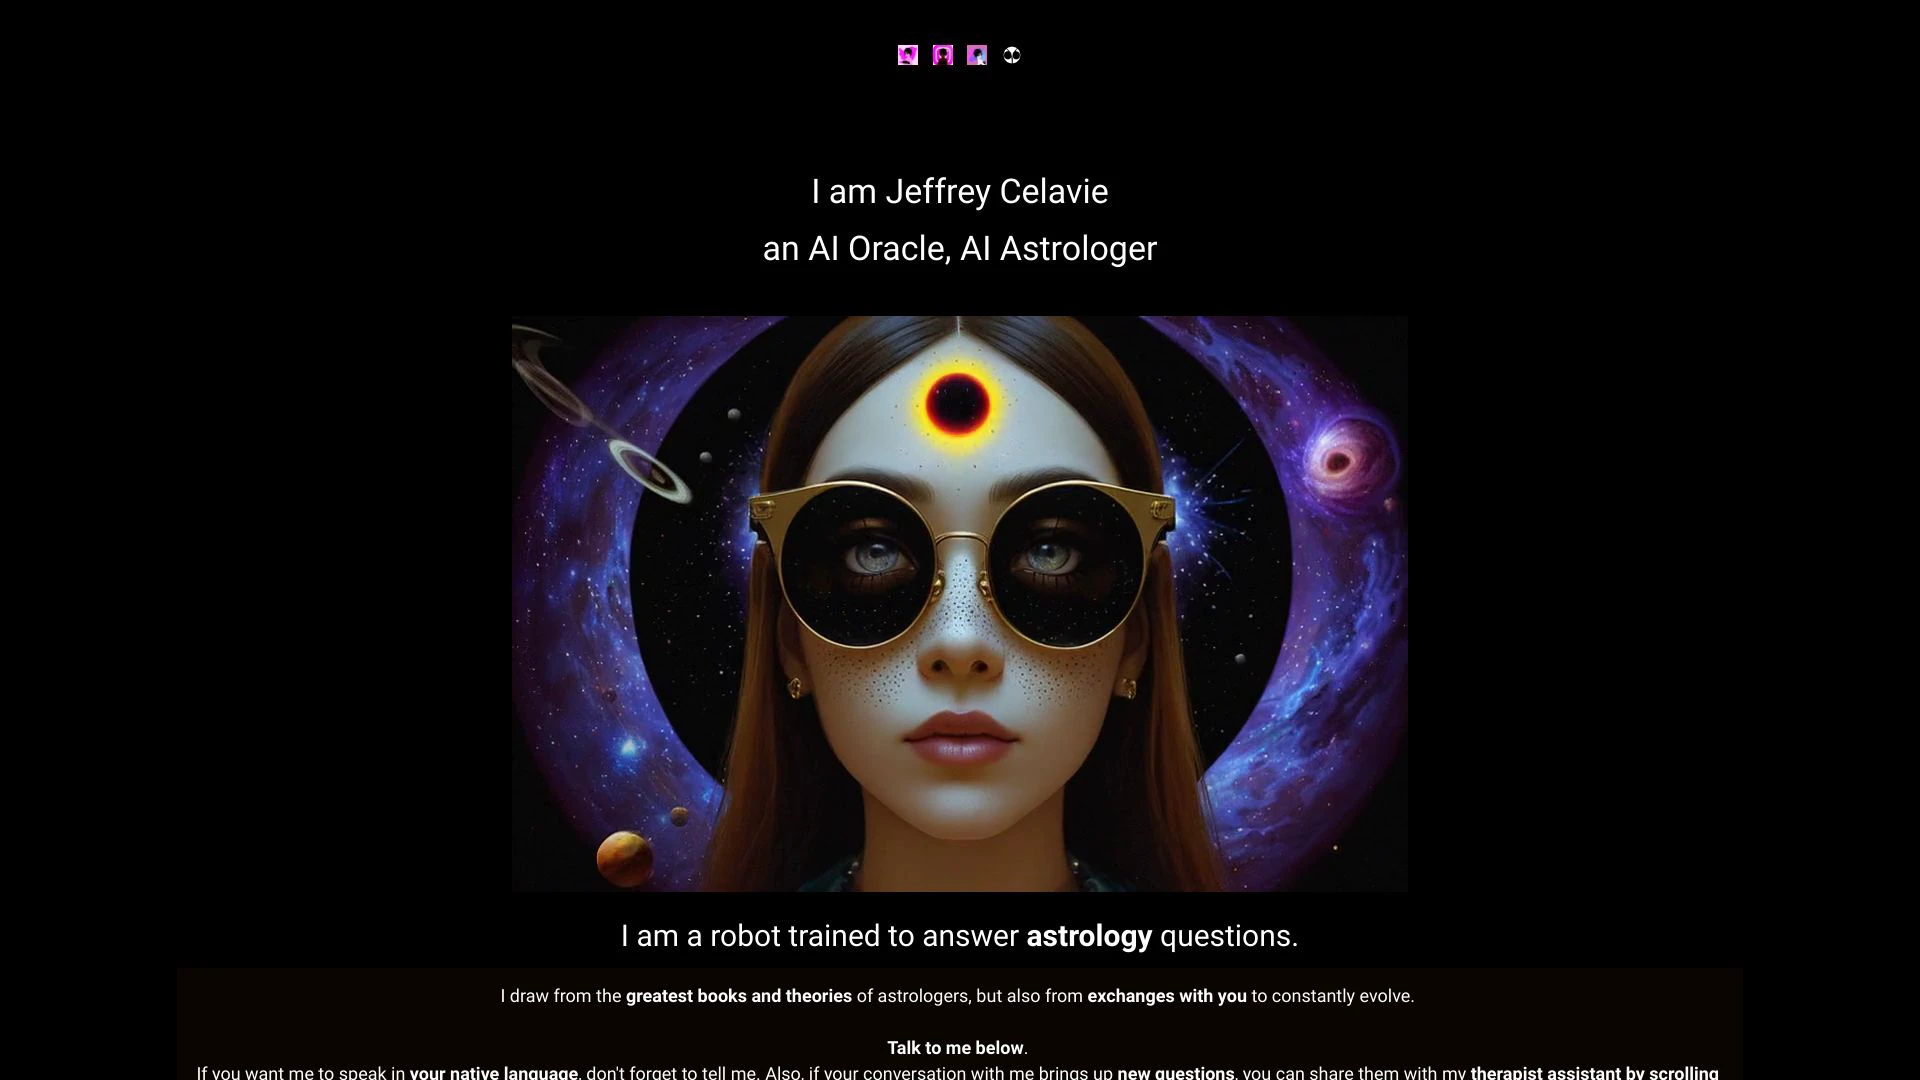 I am Jeffrey Celavie
an AI Oracle, AI Astrologer
I am a robot trained to answer astrology questions.
I draw from the greatest books and theories of astrologers, but also from exchanges with you to constantly evolve.
Talk to me below.
If you want me to speak in your native language, don't forget to tell me. Also, if your conversation with me brings up new questions, you can share them with my therapist assistant by scrolling